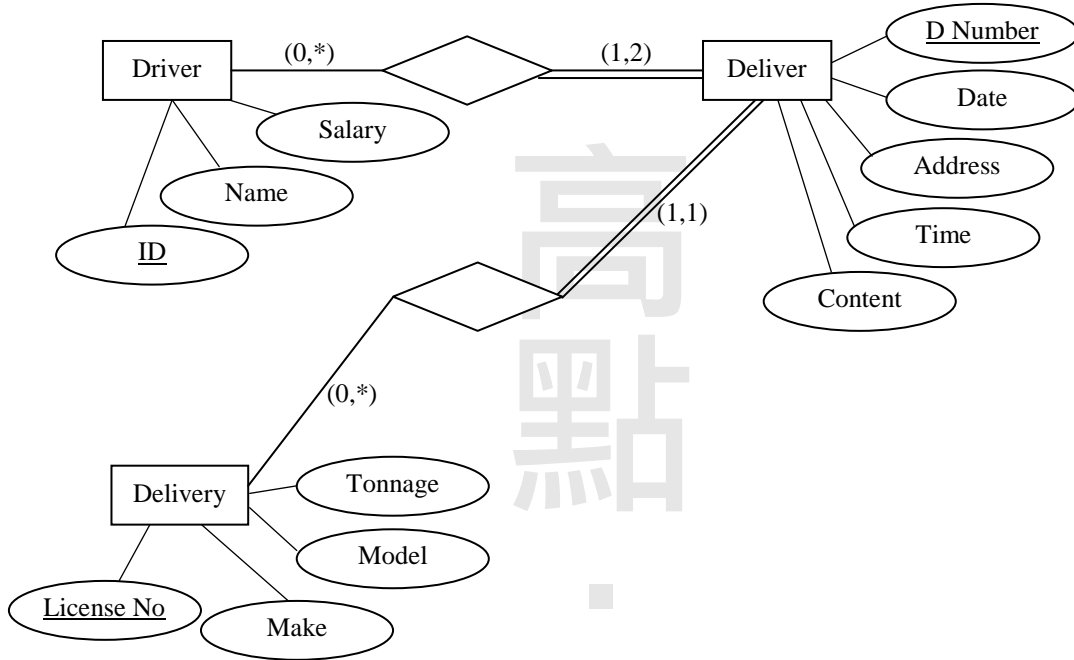 Driver
(0,*)
(1,2)
Deliver
D Number
Date
Address
Time
Content
Salary
Name
ID
(1,1)
(0,*)
Delivery
Tonnage
Model
License No
Make
高
點
.